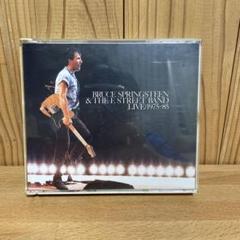 BRUCE SPRINGSTEEN
& THE E STREET BAND
LIVE/1975-85